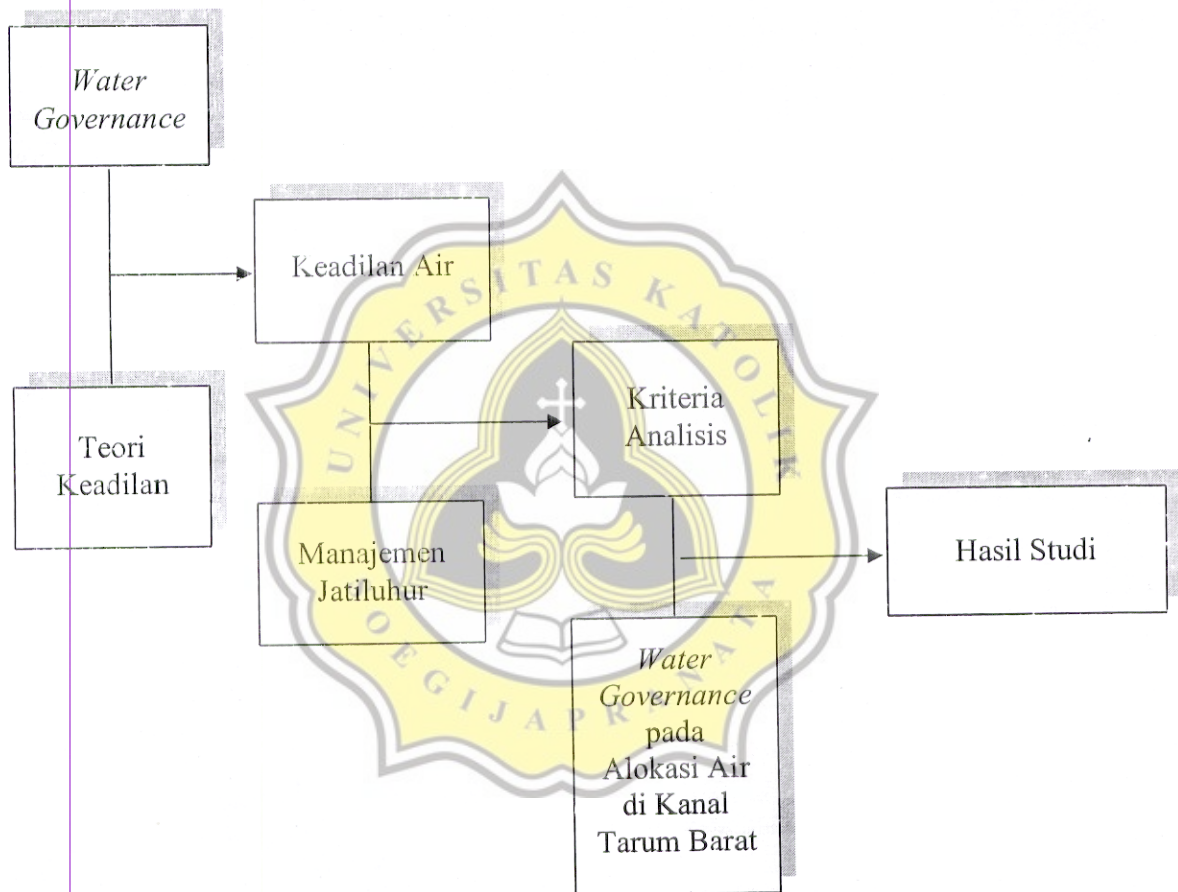 Water
Governance
Keadilan Air
Teori
Keadilan
Kriteria
Analisis
Manajemen
Jatiluhur
Hasil Studi
Water
Governance
pada
Alokasi Air
di Kanal
Tarum Barat
UNIVERSITAS KATOLIK
SOEGIJAPRANATA